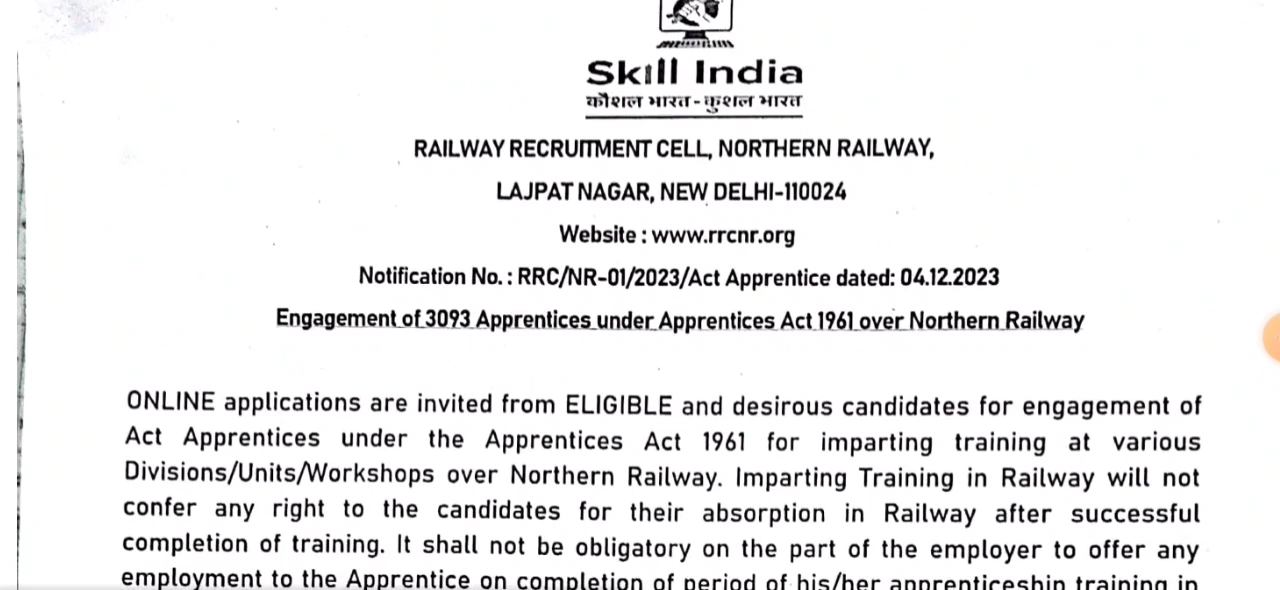 Skill India
कौशल भारत-कुशल भारत
RAILWAY RECRUITMENT CELL, NORTHERN RAILWAY,
LAJPAT NAGAR, NEW DELHI-110024
Website : www.rrcnr.org
Notification No. : RRC/NR-01/2023/Act Apprentice dated: 04.12.2023
Engagement of 3093 Apprentices under Apprentices Act 1961 over Northern Railway
ONLINE applications are invited from ELIGIBLE and desirous candidates for engagement of
Act Apprentices under the Apprentices Act 1961 for imparting training at various
Divisions/Units/Workshops over Northern Railway. Imparting Training in Railway will not
confer any right to the candidates for their absorption in Railway after successful
completion of training. It shall not be obligatory on the part of the employer to offer any
employment to the Apprentice on completion of period of his/her apprenticeship training in